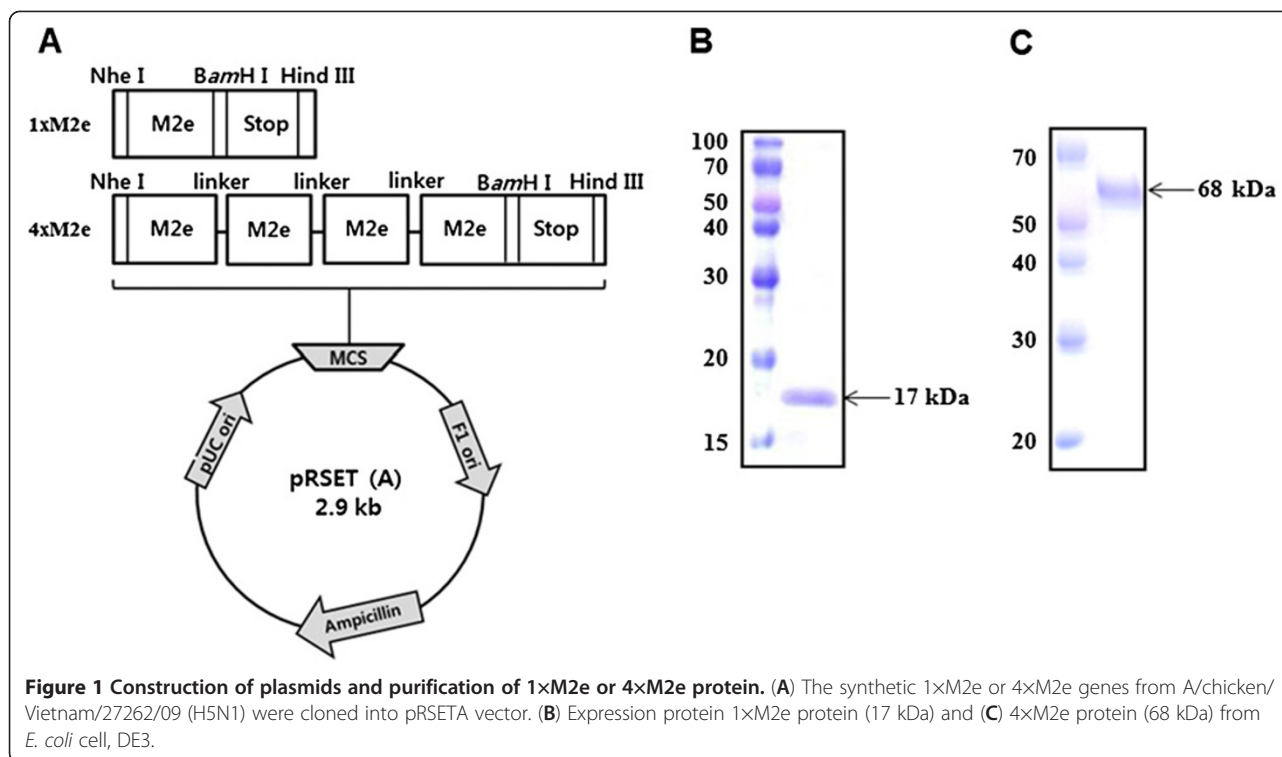 A
Nhe I BamH I Hind III
1xM2e M2e Stop
Nhe I linker linker linker BamH I Hind III
4xM2e M2e M2e M2e M2e Stop
MCS
pUC ori
F1 ori
pRSET (A)
2.9 kb
Ampicillin
B
100
70
50
40
30
20
15
17 kDa
C
70
50
40
30
20
68 kDa
Figure 1 Construction of plasmids and purification of 1×M2e or 4×M2e protein. (A) The synthetic 1×M2e or 4×M2e genes from A/chicken/
Vietnam/27262/09 (H5N1) were cloned into pRSETA vector. (B) Expression protein 1×M2e protein (17 kDa) and (C) 4×M2e protein (68 kDa) from
E. coli cell, DE3.